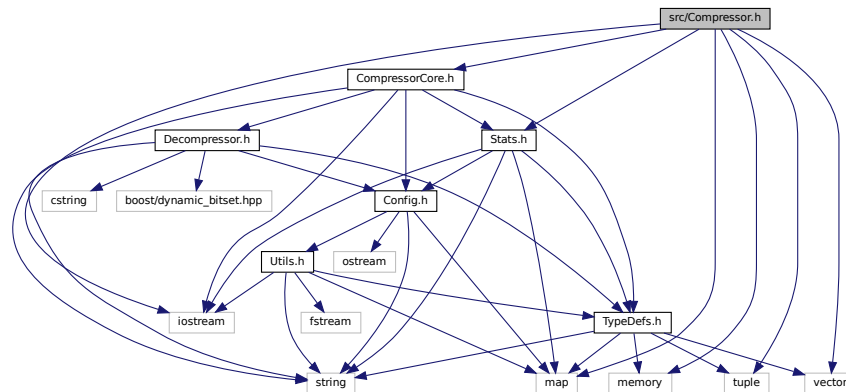 src/Compressor.h
CompressorCore.h
Decompressor.h
Stats.h
cstring
boost/dynamic_bitset.hpp
Config.h
Utils.h
ostream
iostream
fstream
TypeDefs.h
string
map
memory
tuple
vector